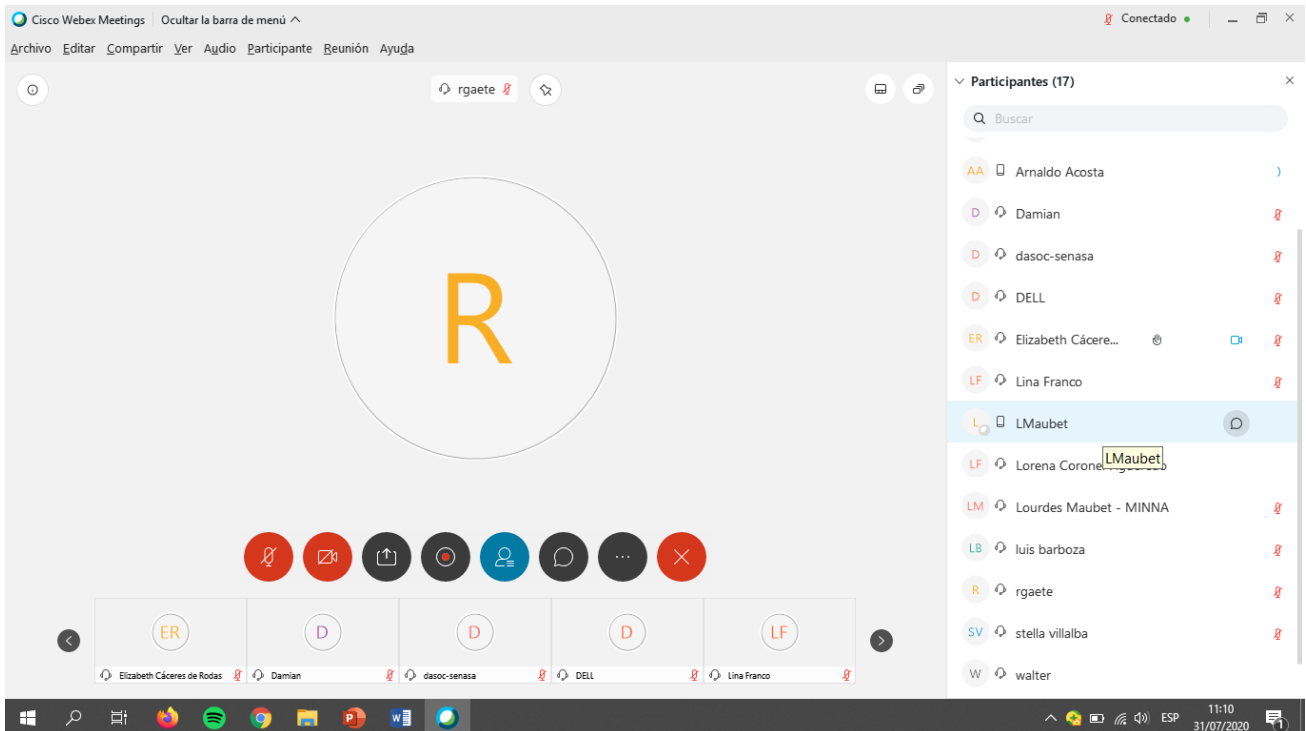 Cisco Webex Meetings Ocultar la barra de menú
Conectado
Archivo Editar Compartir Ver Audio Participante Reunión Ayuda
rgaete
R
Participantes (17)
Buscar
AA Arnaldo Acosta
D Damian
D dasoc-senasa
D DELL
ER Elizabeth Cácere...
LF Lina Franco
L LMaubet
LMaubet
LF Lorena
LM Lourdes Maubet - MINNA
LB luis barboza
R rgaete
SV stella villalba
W walter
ER
D
D
D
LF
Elizabeth Cáceres de Rodas
Damian
dasoc-senasa
DELL
Lina Franco
ESP
11:10
31/07/2020
1